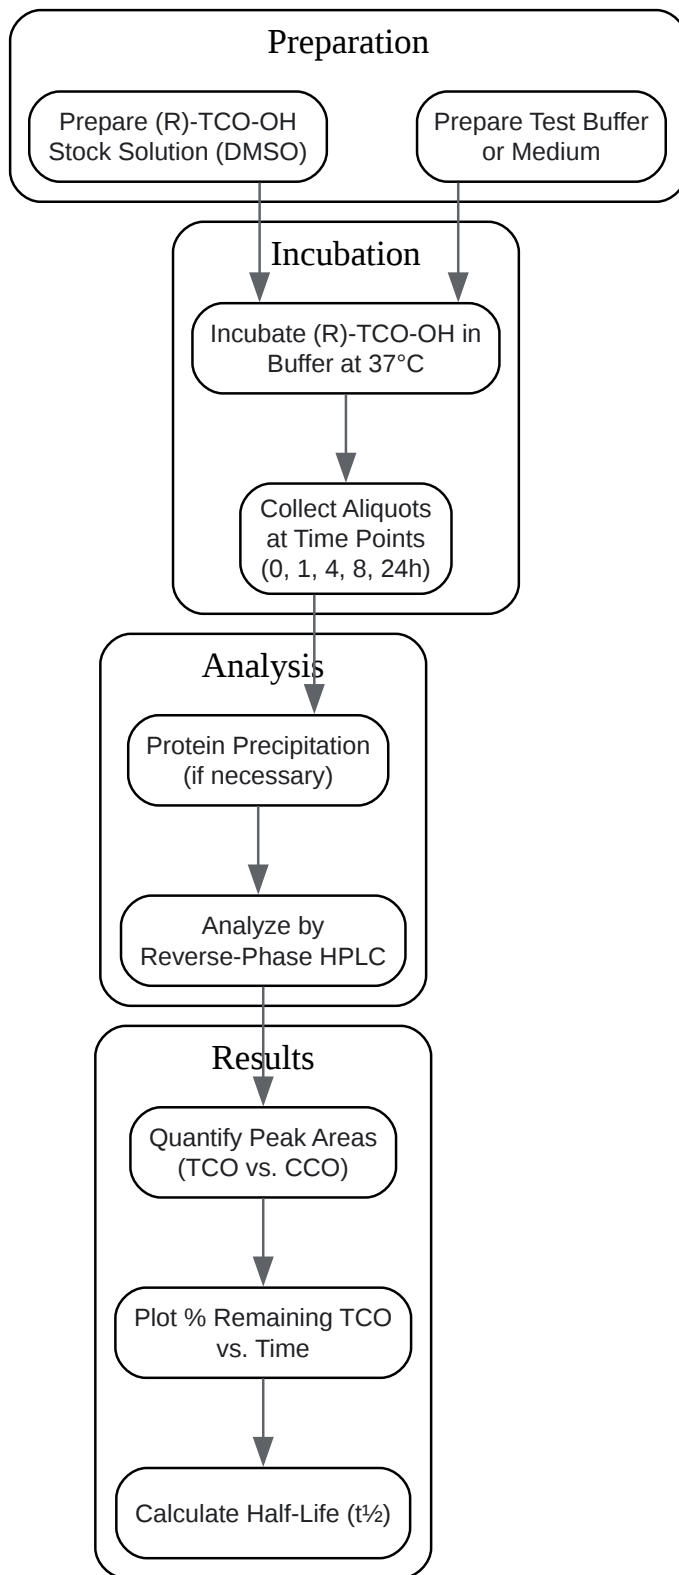 Preparation
Prepare (R)-TCO-OH
Stock Solution (DMSO)
Prepare Test Buffer
or Medium
Incubation
Incubate (R)-TCO-OH in
Buffer at 37°C
Collect Aliquots
at Time Points
(0, 1, 4, 8, 24h)
Analysis
Protein Precipitation
(if necessary)
Analyze by
Reverse-Phase HPLC
Results
Quantify Peak Areas
(TCO vs. CCO)
Plot % Remaining TCO
vs. Time
Calculate Half-Life (t½)